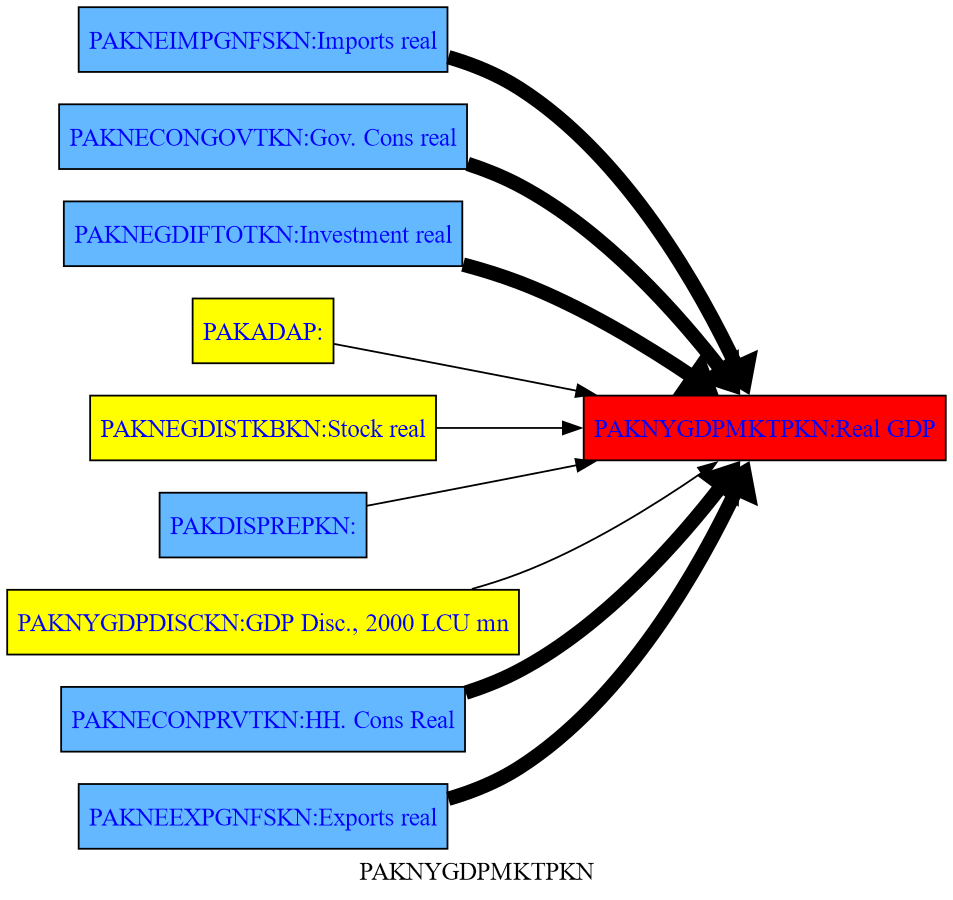 PAKNEIMPGNFSKN:Imports real
PAKNECONGOVTKN:Gov. Cons real
PAKNEGDIFTOTKN:Investment real
PAKADAP:
PAKNEGDISTKBKN:Stock real
PAKNYGDPMKTPKN:Real GDP
PAKDISPREPKN:
PAKNYGDPDISCKN:GDP Disc., 2000 LCU mn
PAKNECONPRVTKN:HH. Cons Real
PAKNEEXPGNFSKN:Exports real
PAKNYGDPMKTPKN